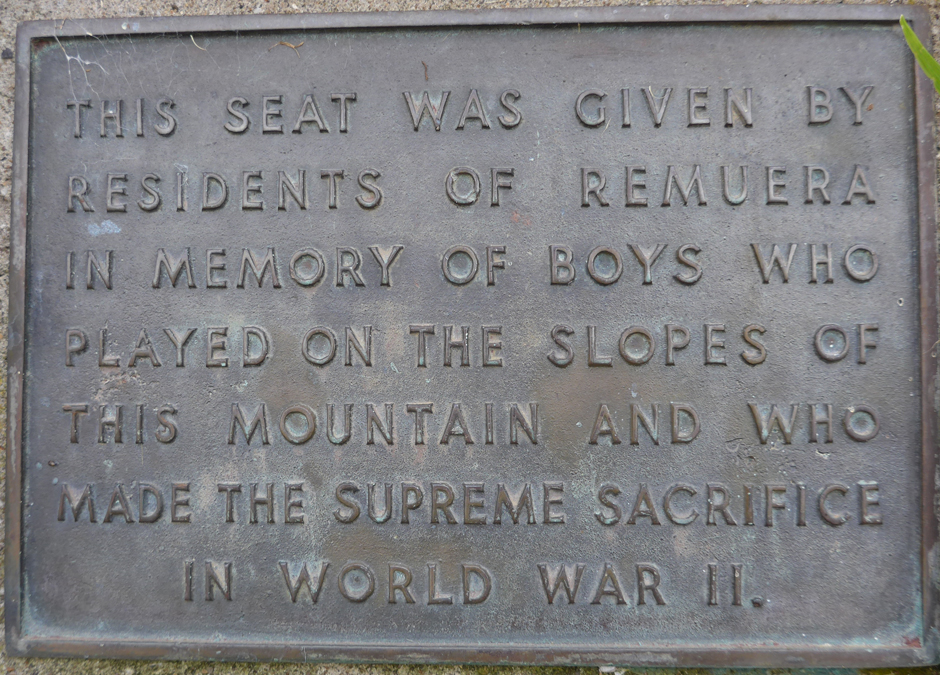 THIS SEAT WAS GIVEN BY
RESIDENTS OF REMUERA
IN MEMORY OF BOYS WHO
PLAYED ON THE SLOPES OF
THIS MOUNTAIN AND WHO
MADE THE SUPREME SACRIFICE
IN WORLD WAR II.